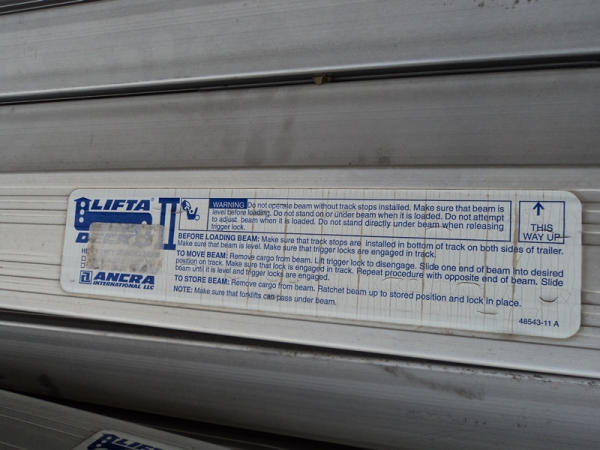 LIFTA
II
ANCRA
INTERNATIONAL LLC
WARNING Do not operate beam without track stops installed. Make sure that beam is
level before loading. Do not stand on or under beam when it is loaded. Do not attempt
to adjust beam when it is loaded. Do not stand directly under beam when releasing
trigger lock.
BEFORE LOADING BEAM: Make sure that track stops are installed in bottom of track on both sides of trailer.
Make sure that beam is level. Make sure that trigger locks are engaged in track.
TO MOVE BEAM: Remove cargo from beam. Lift trigger lock to disengage. Slide one end of beam into desired
position on track. Make sure that lock is engaged in track. Repeat procedure with opposite end of beam. Slide
beam until it is level and trigger locks are engaged.
TO STORE BEAM: Remove cargo from beam. Ratchet beam up to stored position and lock in place.
NOTE: Make sure that forklifts can pass under beam.
THIS
WAY UP
48543-11 A
LIFTA